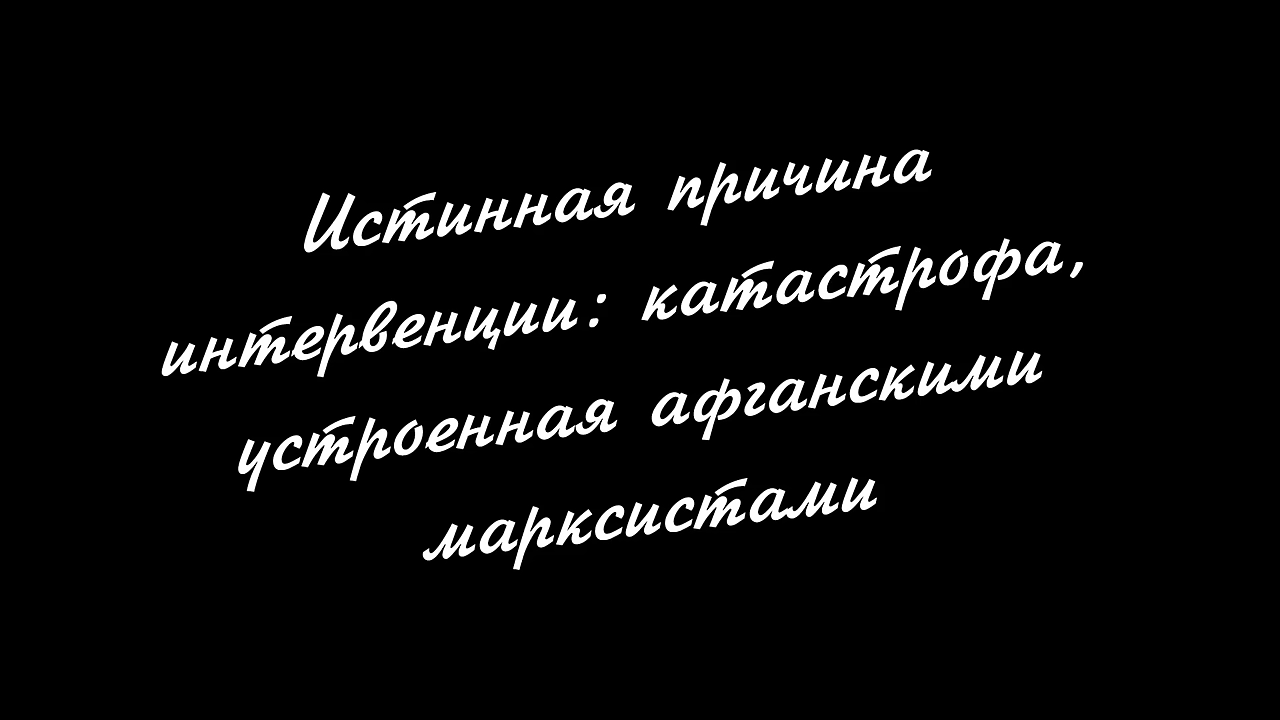 Истинная причина
интервенции: катастрофа,
устроенная афганскими
марксистами